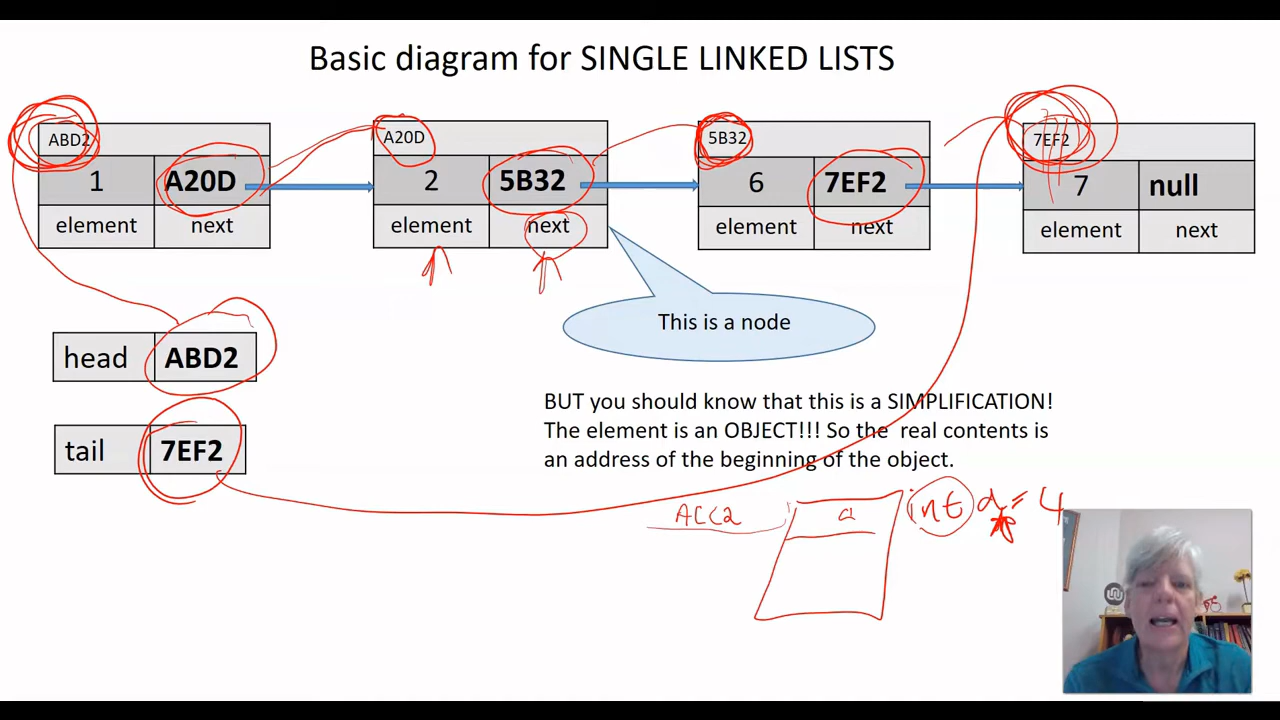 Basic diagram for SINGLE LINKED LISTS
ABD2
1 A20D
element next
A20D
2 5B32
element next
5B32
6 7EF2
element next
7EF2
7 null
element next
This is a node
head ABD2
tail 7EF2
BUT you should know that this is a SIMPLIFICATION!
The element is an OBJECT!!! So the real contents is
an address of the beginning of the object.
ACC2 a int a = 4